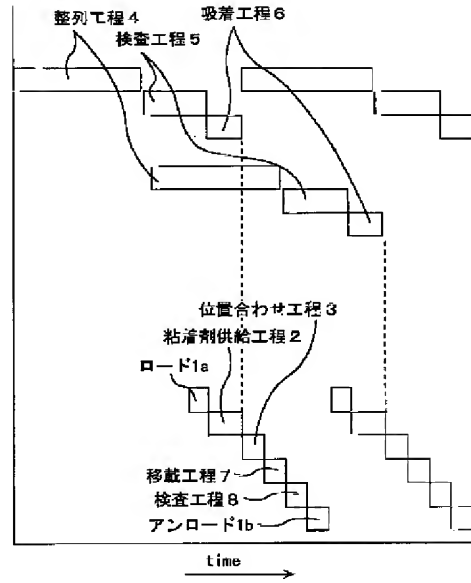 整列工程4
検査工程5
吸着工程6
位置合わせ工程3
粘着剤供給工程2
ロード1a
移載工程7
検査工程8
アンロード1b
time